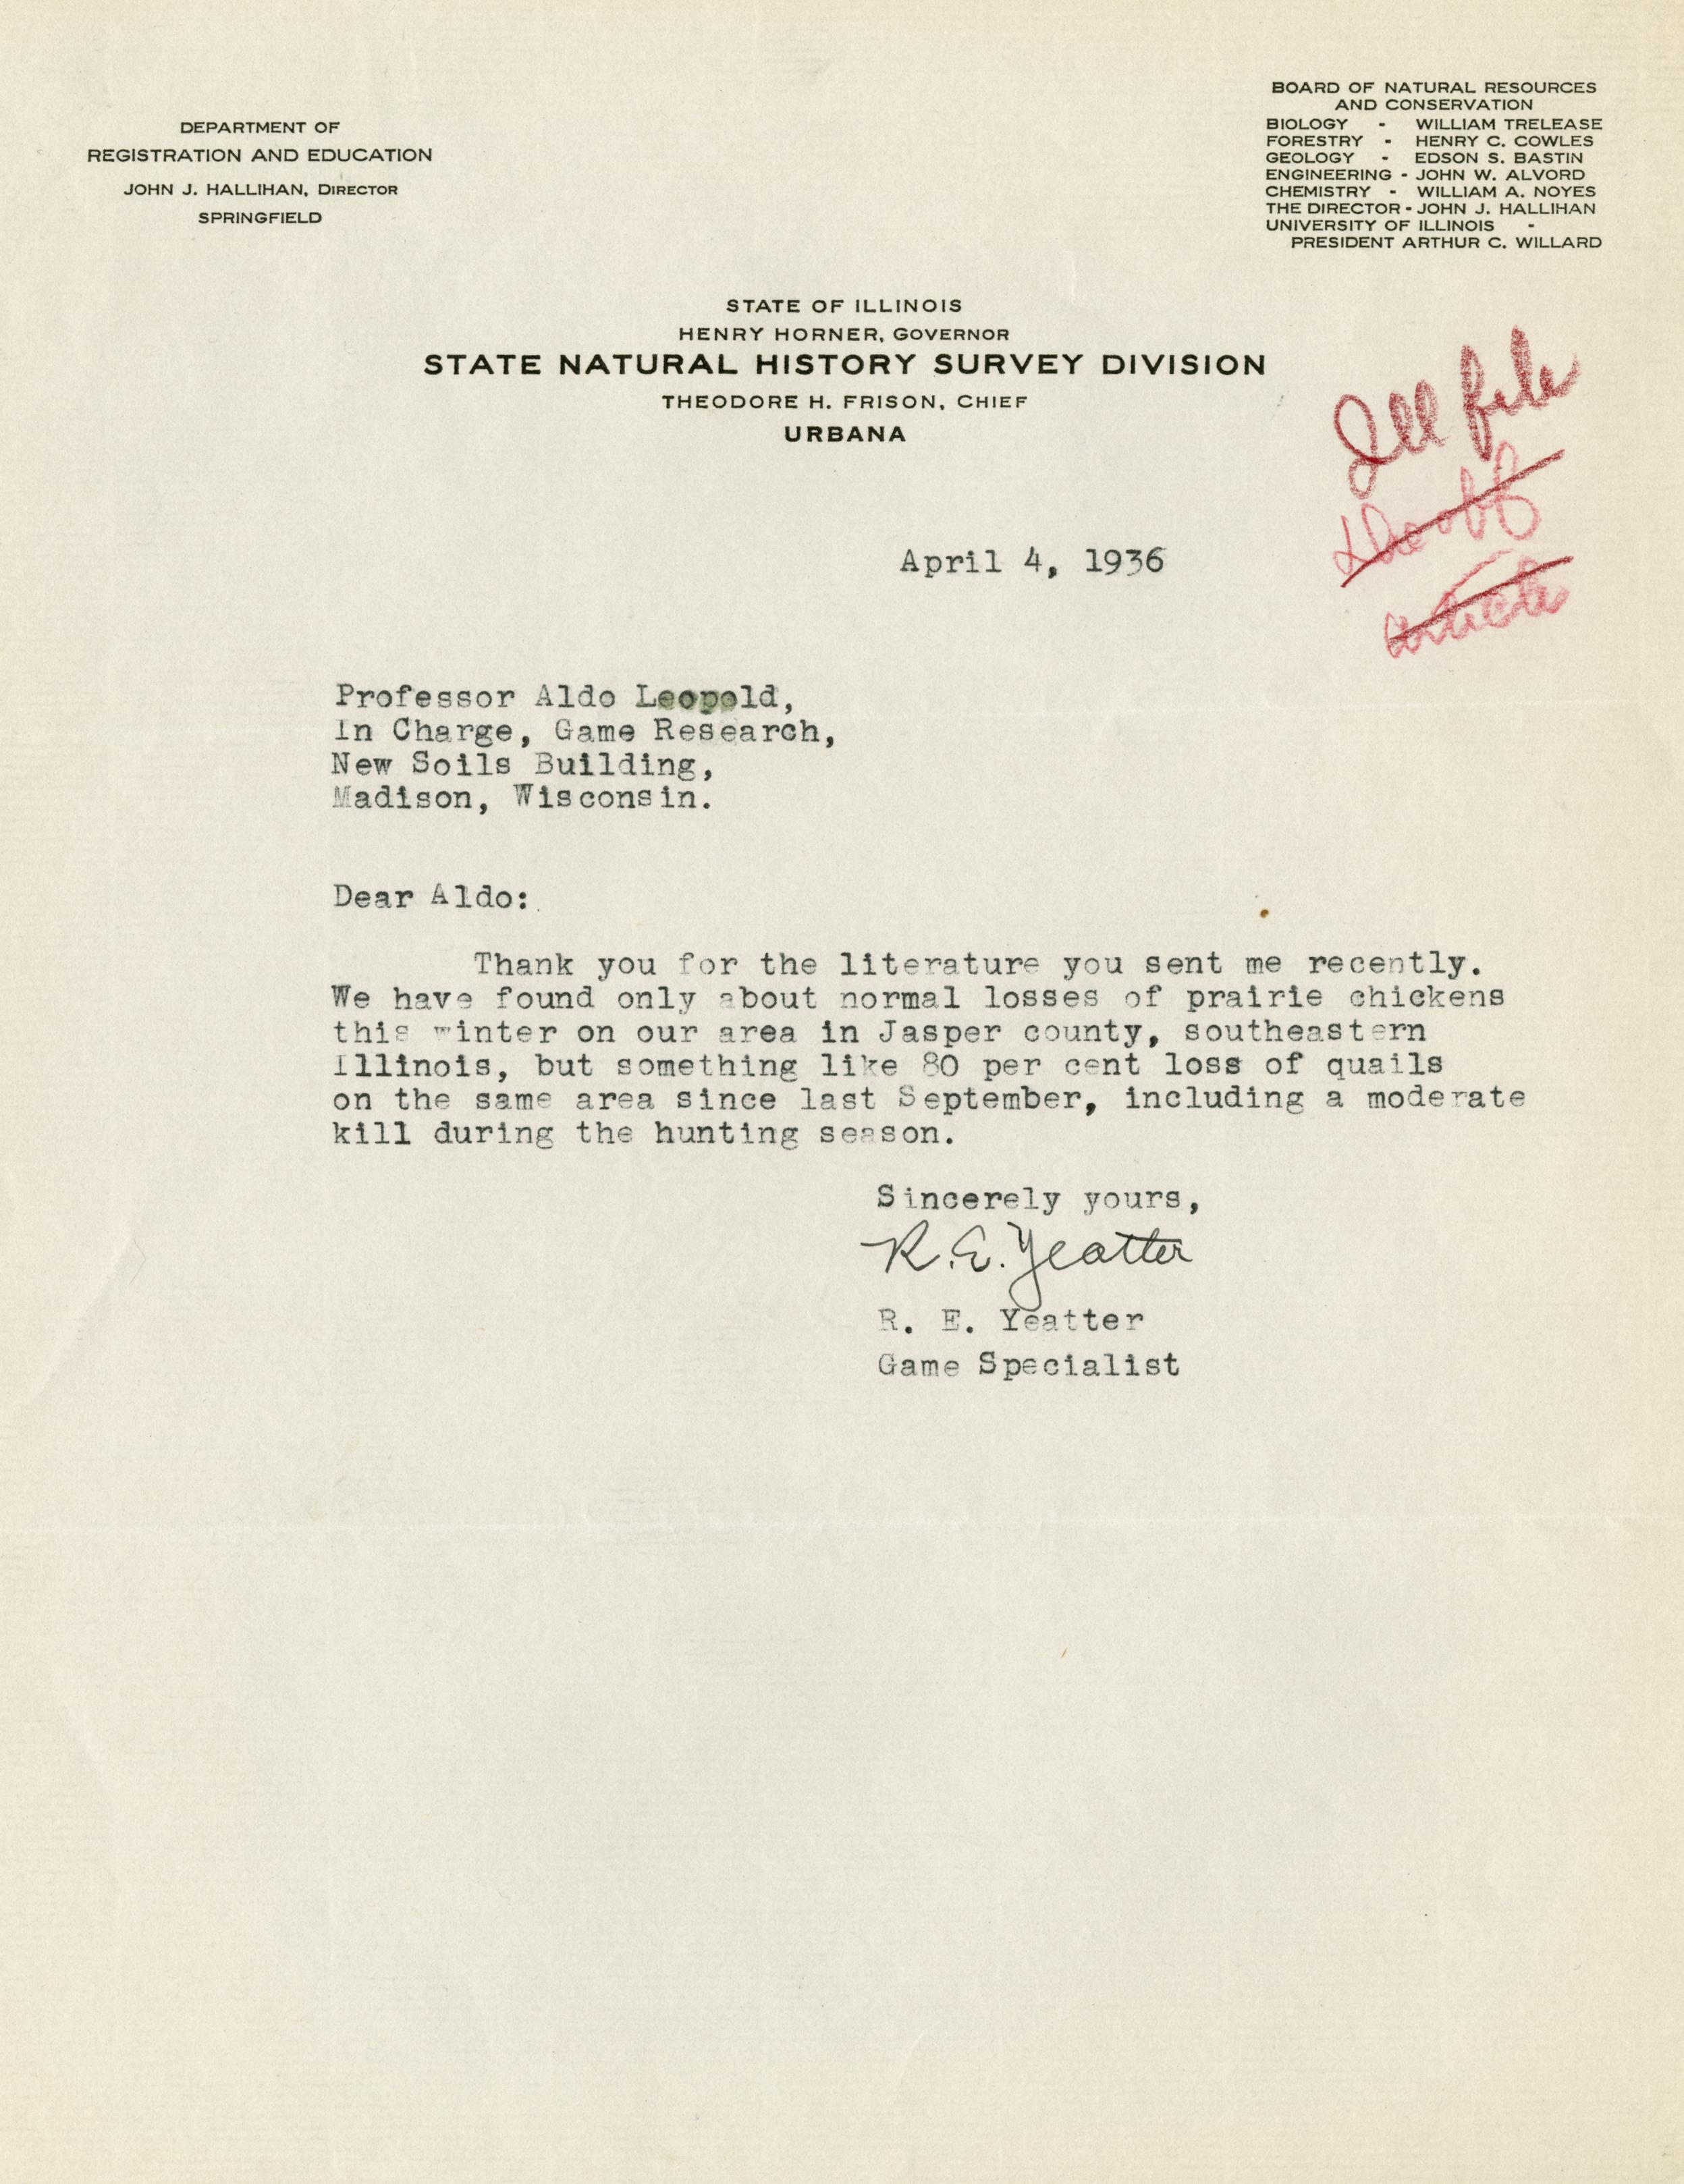 DEPARTMENT OF
REGISTRATION AND EDUCATION
JOHN J. HALLIHAN, DIRECTOR
SPRINGFIELD
BOARD OF NATURAL RESOURCES
AND CONSERVATION
BIOLOGY - WILLIAM TRELEASE
FORESTRY - HENRY C. COWLES
GEOLOGY - EDSON S. BASTIN
ENGINEERING - JOHN W. ALVORD
CHEMISTRY - WILLIAM A. NOYES
THE DIRECTOR - JOHN J. HALLIHAN
UNIVERSITY OF ILLINOIS -
PRESIDENT ARTHUR C. WILLARD
STATE OF ILLINOIS
HENRY HORNER, GOVERNOR
STATE NATURAL HISTORY SURVEY DIVISION
THEODORE H. FRISON, CHIEF
URBANA
Ill file
article
April 4, 1936
Professor Aldo Leopold,
In Charge, Game Research,
New Soils Building,
Madison, Wisconsin.
Dear Aldo:
Thank you for the literature you sent me recently.
We have found only about normal losses of prairie chickens
this winter on our area in Jasper county, southeastern
Illinois, but something like 80 per cent loss of quails
on the same area since last September, including a moderate
kill during the hunting season.
Sincerely yours,
R.E. Yeatter
R. E. Yeatter
Game Specialist